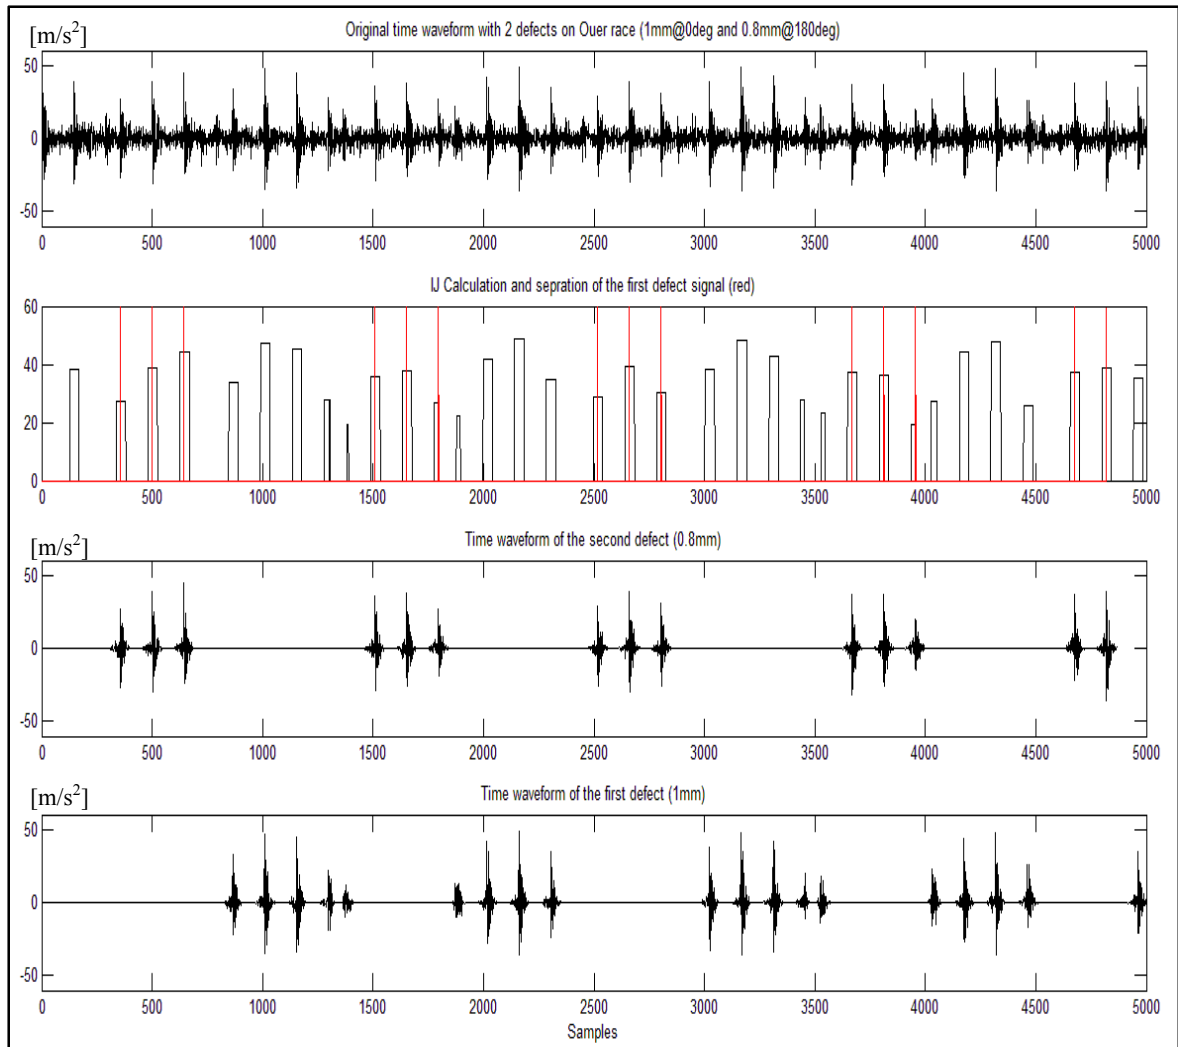 [m/s²]
Original time waveform with 2 defects on Ouer race (1mm@0deg and 0.8mm@180deg)
50
0
-50
0 500 1000 1500 2000 2500 3000 3500 4000 4500 5000
IJ Calculation and sepration of the first defect signal (red)
60
40
20
0
0 500 1000 1500 2000 2500 3000 3500 4000 4500 5000
[m/s²]
Time waveform of the second defect (0.8mm)
50
0
-50
0 500 1000 1500 2000 2500 3000 3500 4000 4500 5000
[m/s²]
Time waveform of the first defect (1mm)
50
0
-50
0 500 1000 1500 2000 2500 3000 3500 4000 4500 5000
Samples